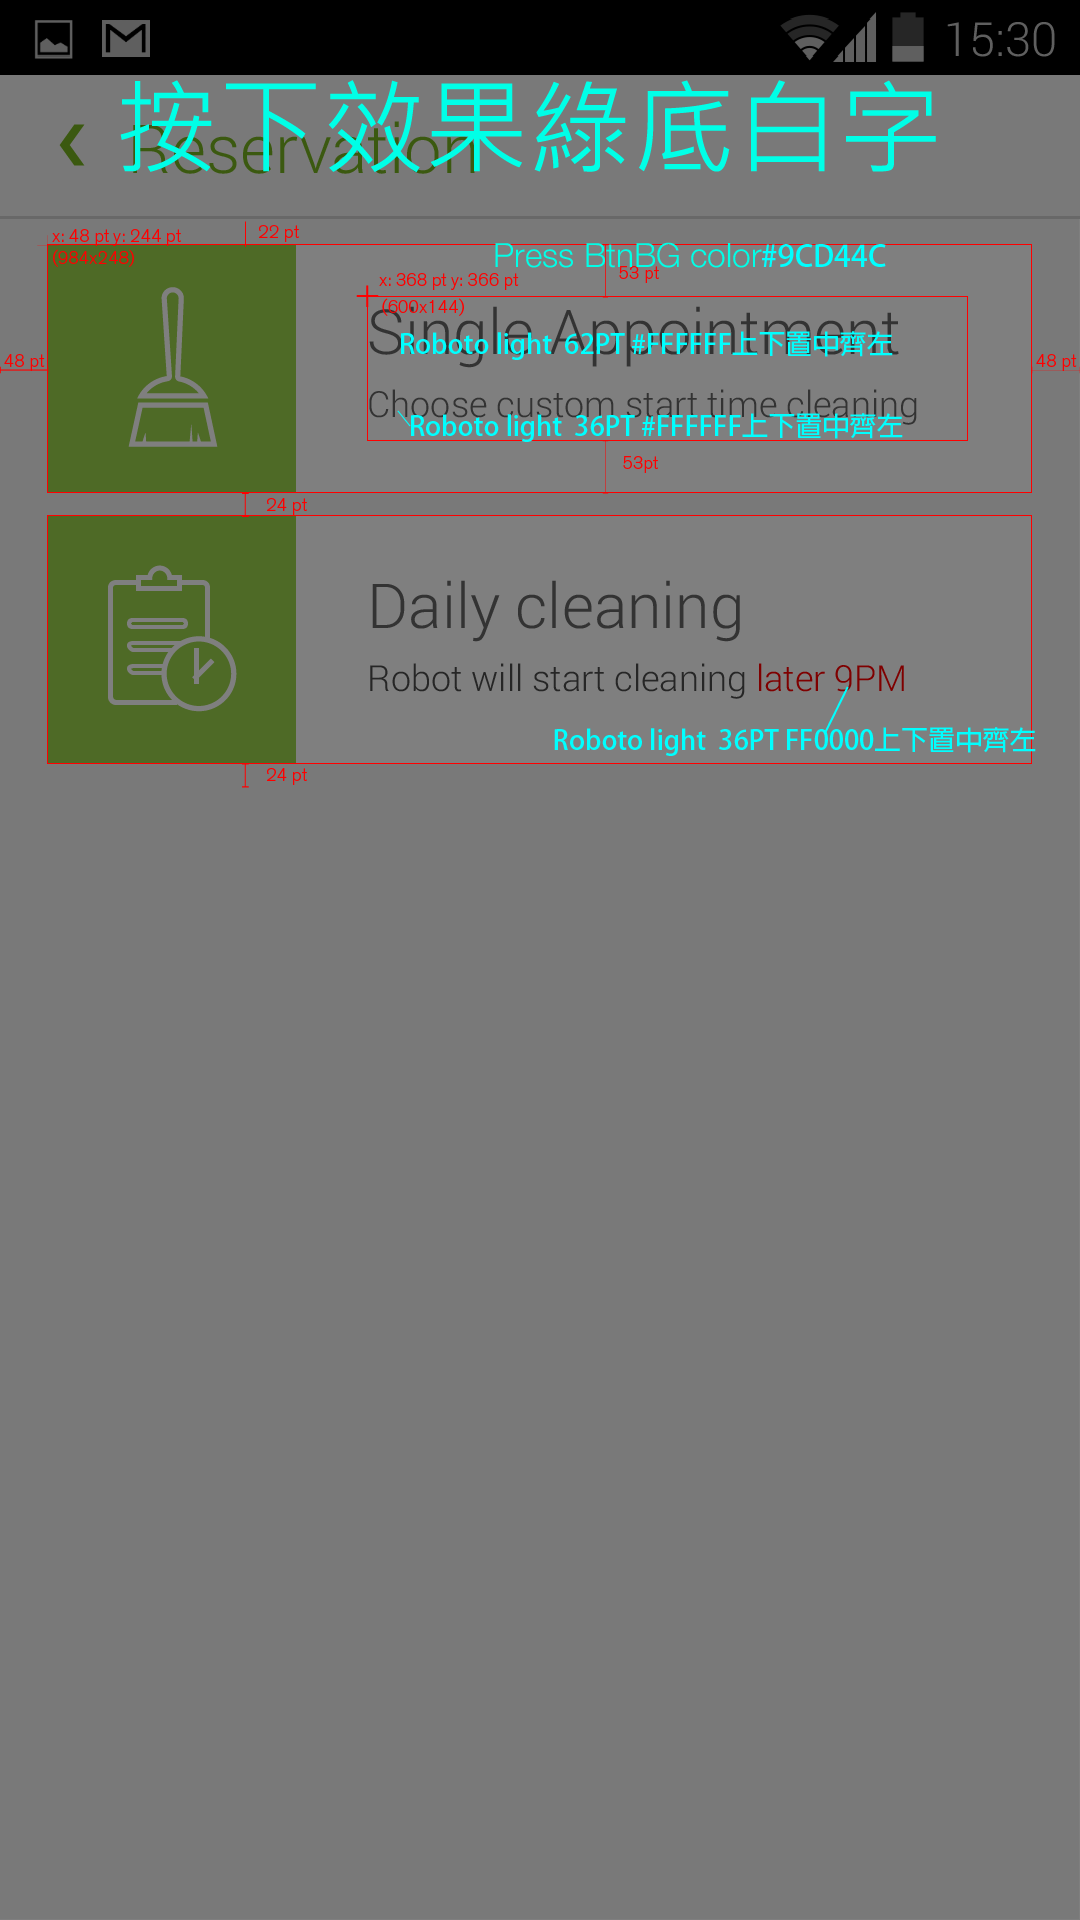 15:30
按下效果綠底白字
Reservation
x: 48 pt y: 244 pt
22 pt
(984x248)
Press BtnBG color#9CD44C
53 pt
x: 368 pt y: 366 pt
(600x144)
Single Appointment
Roboto light 62PT #FFFFFF上下置中齊左
48 pt
48 pt
Choose custom start time cleaning
Roboto light 36PT #FFFFFF上下置中齊左
53pt
24 pt
Daily cleaning
Robot will start cleaning later 9PM
Roboto light 36PT FF0000上下置中齊左
24 pt